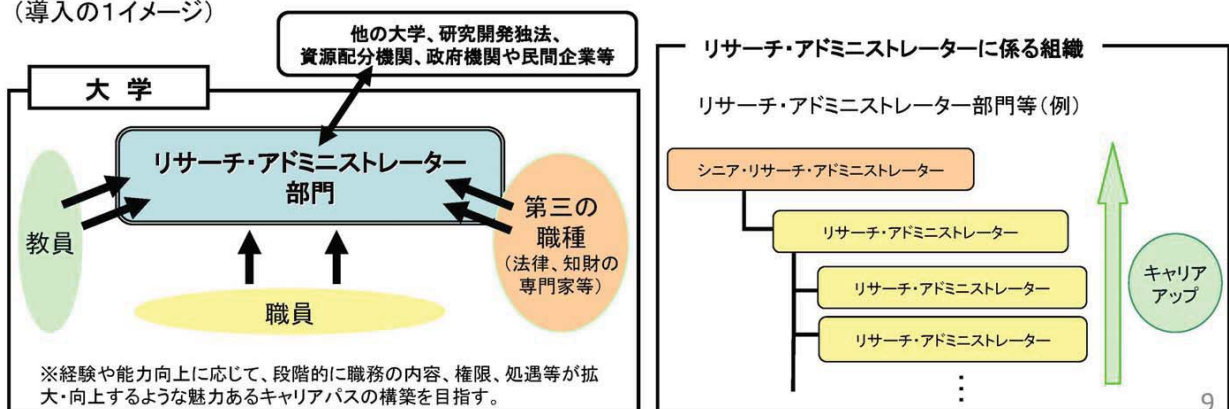 (導入の1イメージ)
他の大学、研究開発独法、
資源配分機関、政府機関や民間企業等
大 学
リサーチ・アドミニストレーター
部門
教員
第三の
職種
(法律、知財の
専門家等)
職員
※経験や能力向上に応じて、段階的に職務の内容、権限、処遇等が拡
大・向上するような魅力あるキャリアパスの構築を目指す。
リサーチ・アドミニストレーターに係る組織
リサーチ・アドミニストレーター部門等(例)
シニア・リサーチ・アドミニストレーター
リサーチ・アドミニストレーター
リサーチ・アドミニストレーター
リサーチ・アドミニストレーター
⋮
キャリア
アップ
9